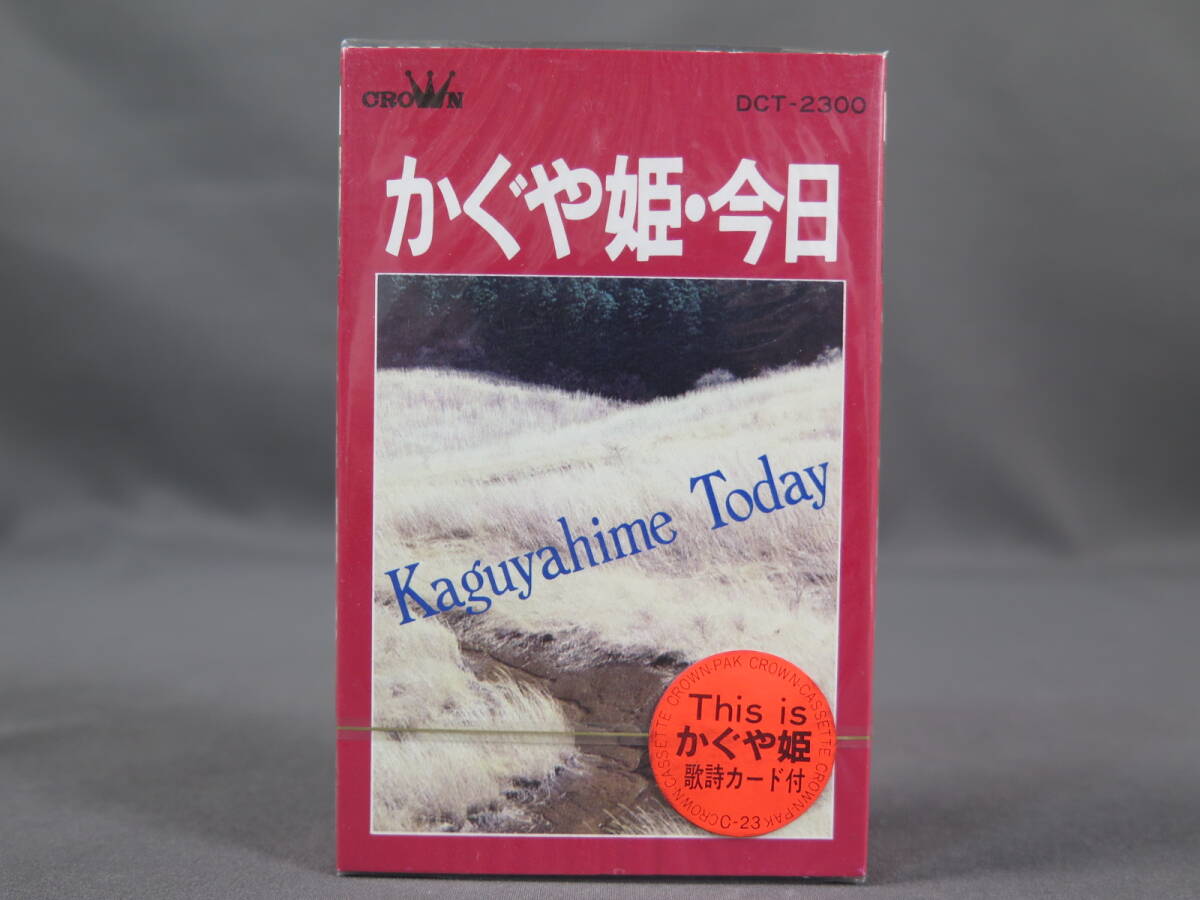 CROWN
DCT-2300
かぐや姫・今日
Kaguyahime Today
CROWN-PAK CROWN-CASSETTE CROWN-PAK CROWN-CASSETTE
This is
かぐや姫
歌詩カード付
C-23